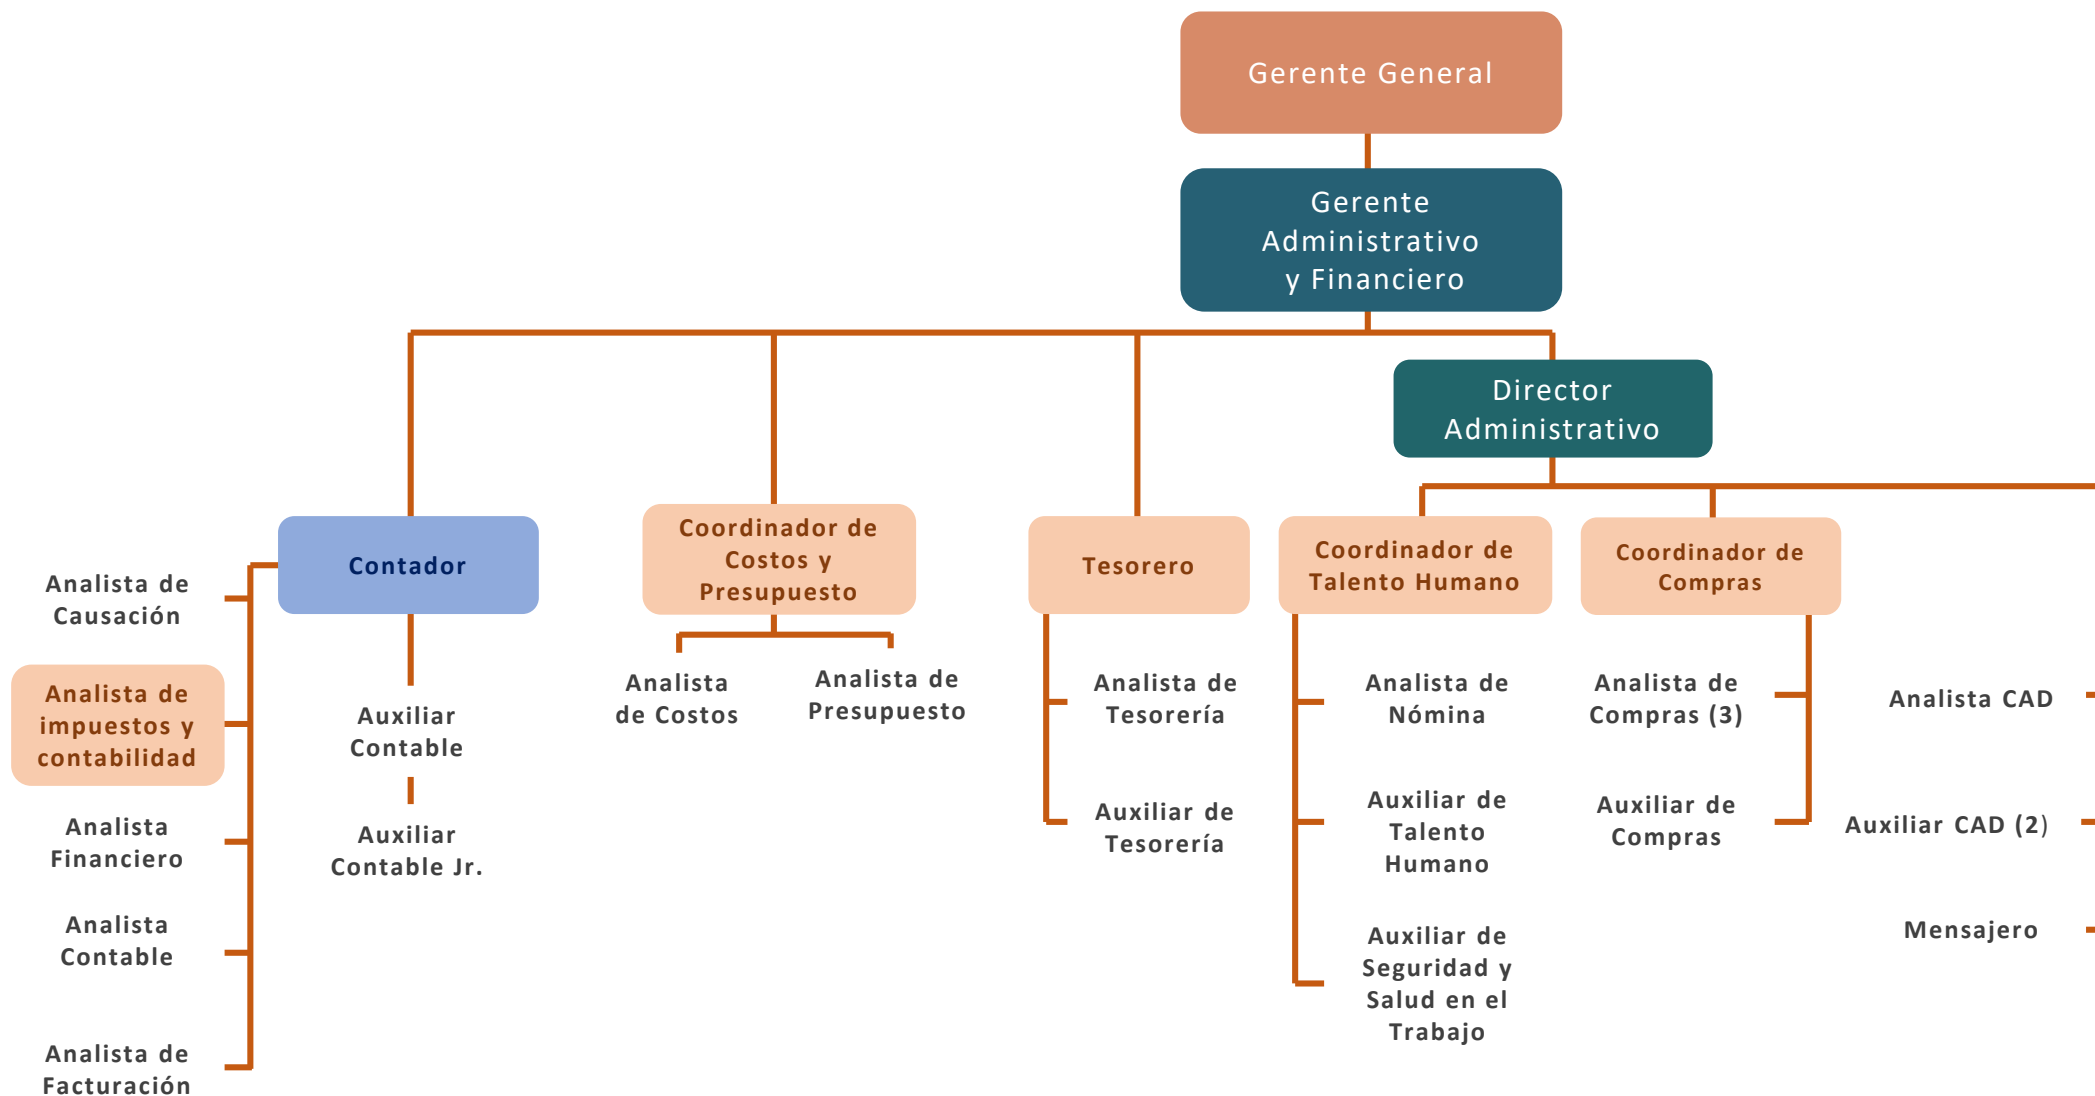 Gerente General
Gerente
Administrativo
y Financiero
Director
Administrativo
Contador
Coordinador de
Costos y
Presupuesto
Tesorero
Coordinador de
Talento Humano
Coordinador de
Compras
Analista de
Causación
Analista de
impuestos y
contabilidad
Analista
Financiero
Analista
Contable
Analista de
Facturación
Auxiliar
Contable
Auxiliar
Contable Jr.
Analista
de Costos
Analista de
Presupuesto
Analista de
Tesorería
Auxiliar de
Tesorería
Analista de
Nómina
Auxiliar de
Talento
Humano
Auxiliar de
Seguridad y
Salud en el
Trabajo
Analista de
Compras (3)
Auxiliar de
Compras
Analista CAD
Auxiliar CAD (2)
Mensajero